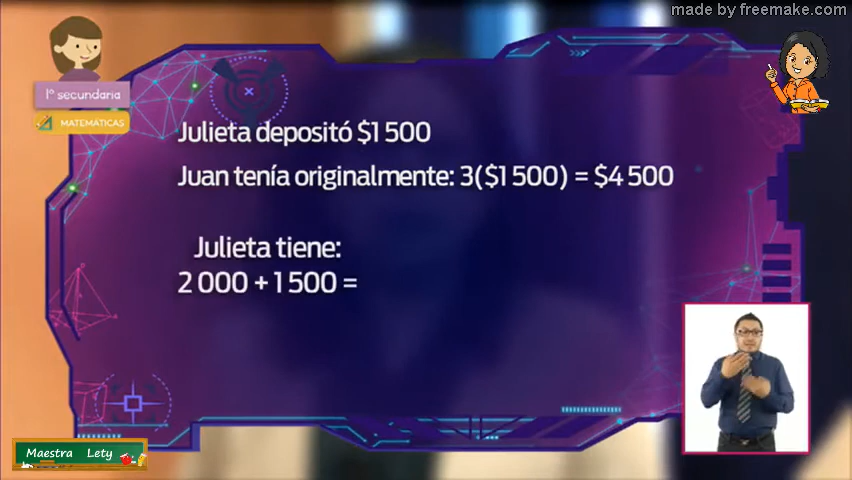 made by freemake.com
1° secundaria
MATEMÁTICAS
Julieta depositó $1 500
Juan tenía originalmente: 3($1 500) = $4 500
Julieta tiene:
2 000 + 1 500 =
Maestra Lety